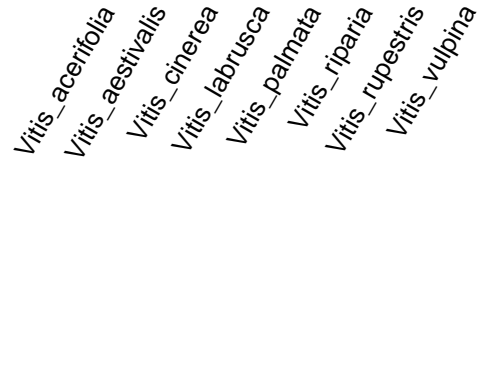 Vitis_acerifolia
Vitis_aestivalis
Vitis_cinerea
Vitis_labrusca
Vitis_palmata
Vitis_riparia
Vitis_rupestris
Vitis_vulpina